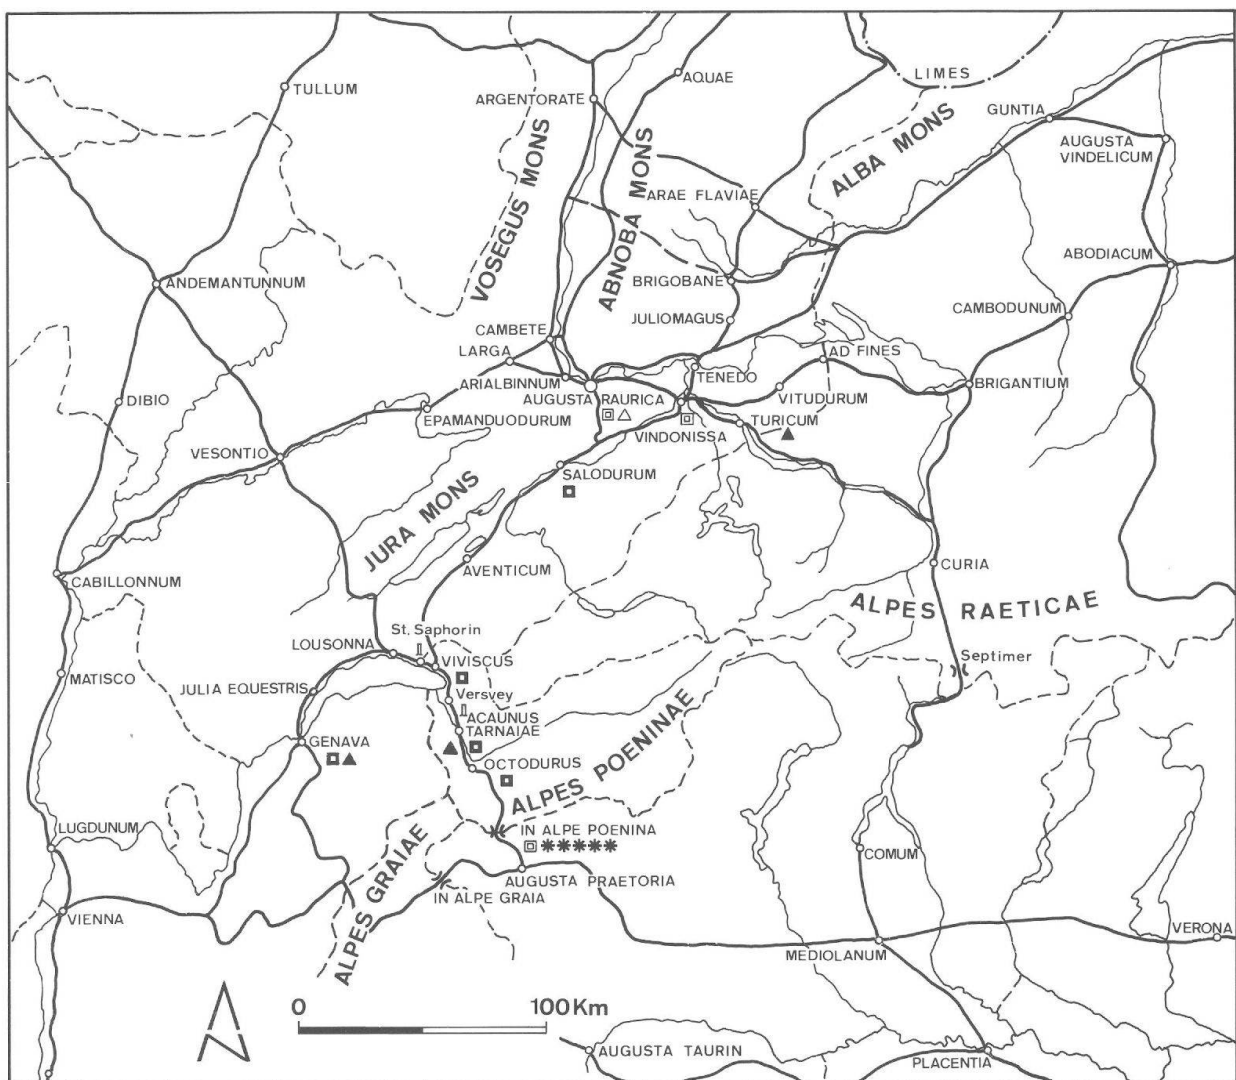 LIMES
AQUAE
TULLUM
ARGENTORATE
GUNTIA
AUGUSTA
VINDELICUM
ALBA MONS
VOSEGUS MONS
ABNOBA MONS
ARAE FLAVIAE
ABODIACUM
ANDEMANTUNNUM
BRIGOBANE
CAMBODUNUM
JULIOMAGUS
CAMBETE
LARGA
AD FINES
TENEDO
ARIALBINNUM
BRIGANTIUM
DIBIO
AUGUSTA RAURICA
VITUDURUM
EPAMANDUODURUM
TURICUM
VINDONISSA
VESONTIO
SALODURUM
JURA MONS
AVENTICUM
CURIA
CABILLONNUM
ALPES RAETICAE
St. Saphorin
LOUSONNA
VIVISCUS
Septimer
MATISCO
JULIA EQUESTRIS
Versvey
ACAUNUS
TARNAIAE
GENAVA
OCTODURUS
ALPES POENINAE
LUGDUNUM
IN ALPE POENINA
COMUM
ALPES GRAIAE
AUGUSTA PRAETORIA
IN ALPE GRAIA
VIENNA
VERONA
MEDIOLANUM
0 100Km
AUGUSTA TAURIN
PLACENTIA
N